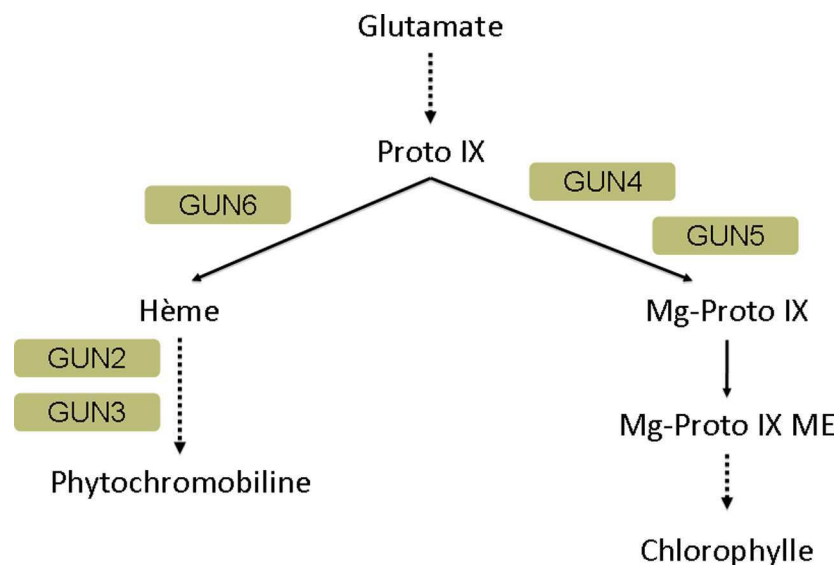 Glutamate
Proto IX
GUN4
GUN6
GUN5
Hème
Mg-Proto IX
GUN2
GUN3
Mg-Proto IX ME
Phytochromobiline
Chlorophylle